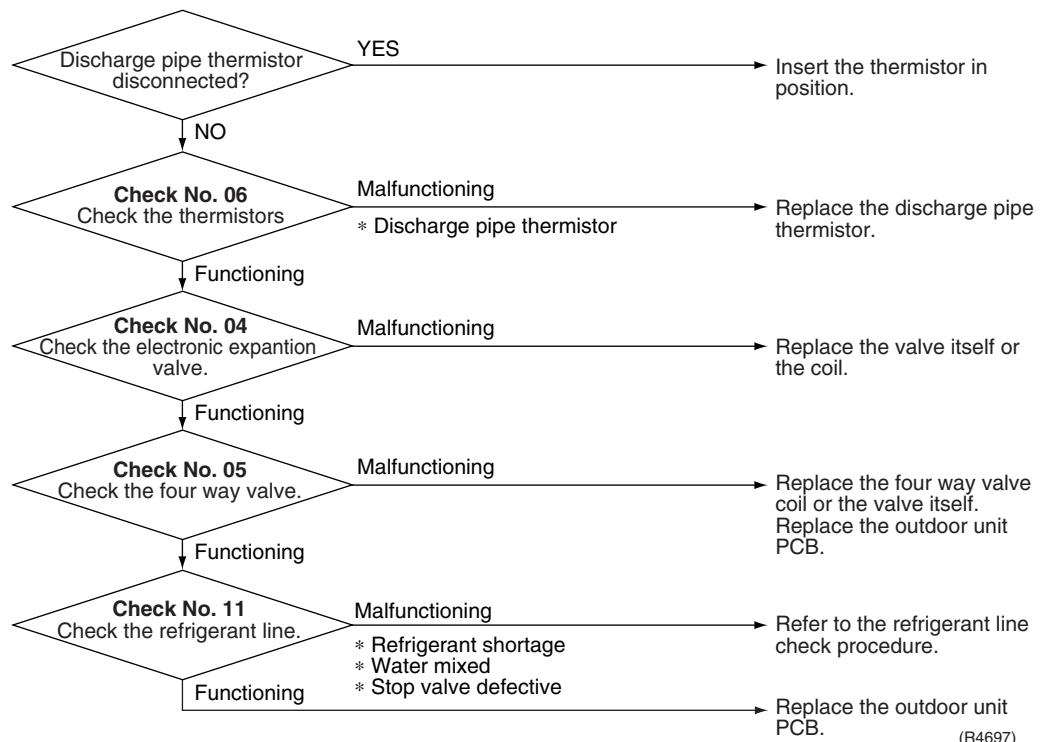 Discharge pipe thermistor
disconnected?
YES
Insert the thermistor in
position.
NO
Check No. 06
Check the thermistors
Malfunctioning
* Discharge pipe thermistor
Replace the discharge pipe
thermistor.
Functioning
Check No. 04
Check the electronic expantion
valve.
Malfunctioning
Replace the valve itself or
the coil.
Functioning
Check No. 05
Check the four way valve.
Malfunctioning
Replace the four way valve
coil or the valve itself.
Replace the outdoor unit
PCB.
Functioning
Check No. 11
Check the refrigerant line.
Malfunctioning
* Refrigerant shortage
* Water mixed
* Stop valve defective
Refer to the refrigerant line
check procedure.
Functioning
Replace the outdoor unit
PCB.
(R4697)